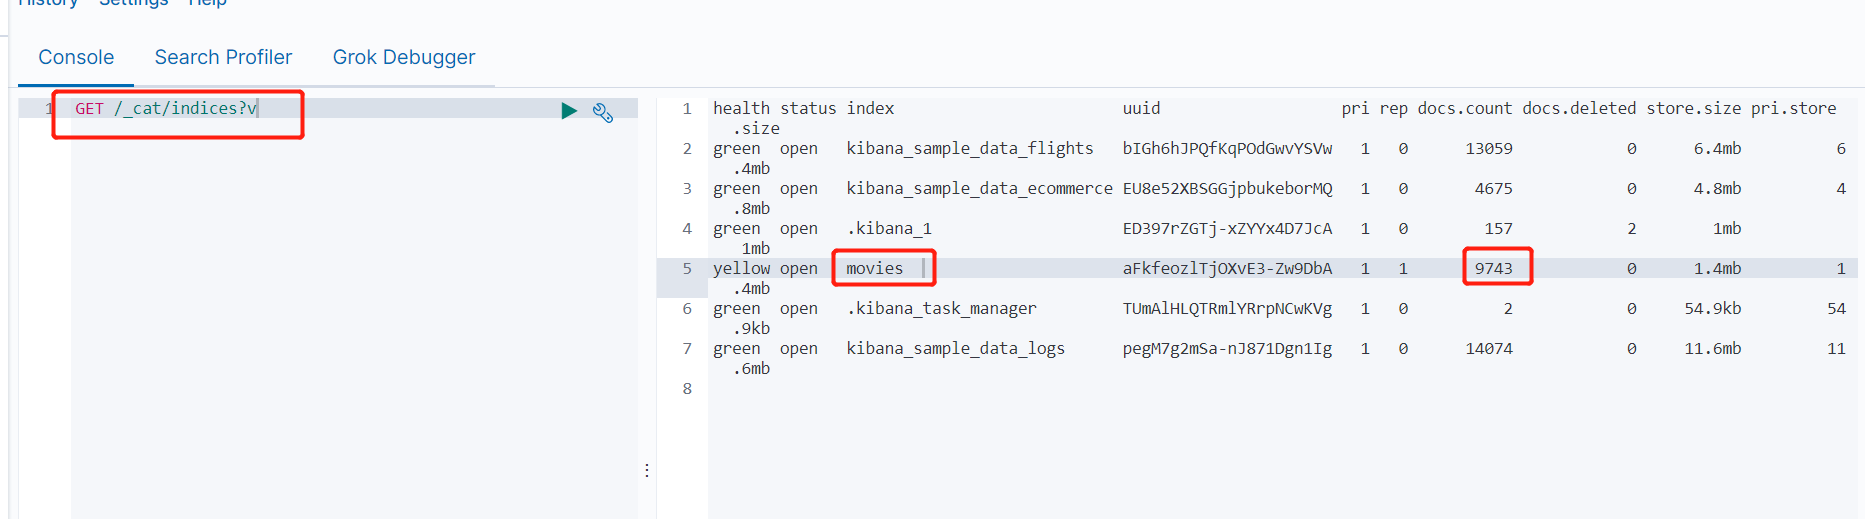 History Settings Help
Console Search Profiler Grok Debugger
1 GET /_cat/indices?v
1 health status index uuid pri rep docs.count docs.deleted store.size pri.store
.size
2 green open kibana_sample_data_flights bIGh6hJPQfKqPOdGwvYSVw 1 0 13059 0 6.4mb 6
.4mb
3 green open kibana_sample_data_ecommerce EU8e52XBSGGjpbukeborMQ 1 0 4675 0 4.8mb 4
.8mb
4 green open .kibana_1 ED397rZGTj-xZYYx4D7JcA 1 0 157 2 1mb
1mb
5 yellow open movies aFkfeozlTjOXvE3-Zw9DbA 1 1 9743 0 1.4mb 1
.4mb
6 green open .kibana_task_manager TUmAlHLQTRmlYRrpNCwKVg 1 0 2 0 54.9kb 54
.9kb
7 green open kibana_sample_data_logs pegM7g2mSa-nJ871Dgn1Ig 1 0 14074 0 11.6mb 11
.6mb
8